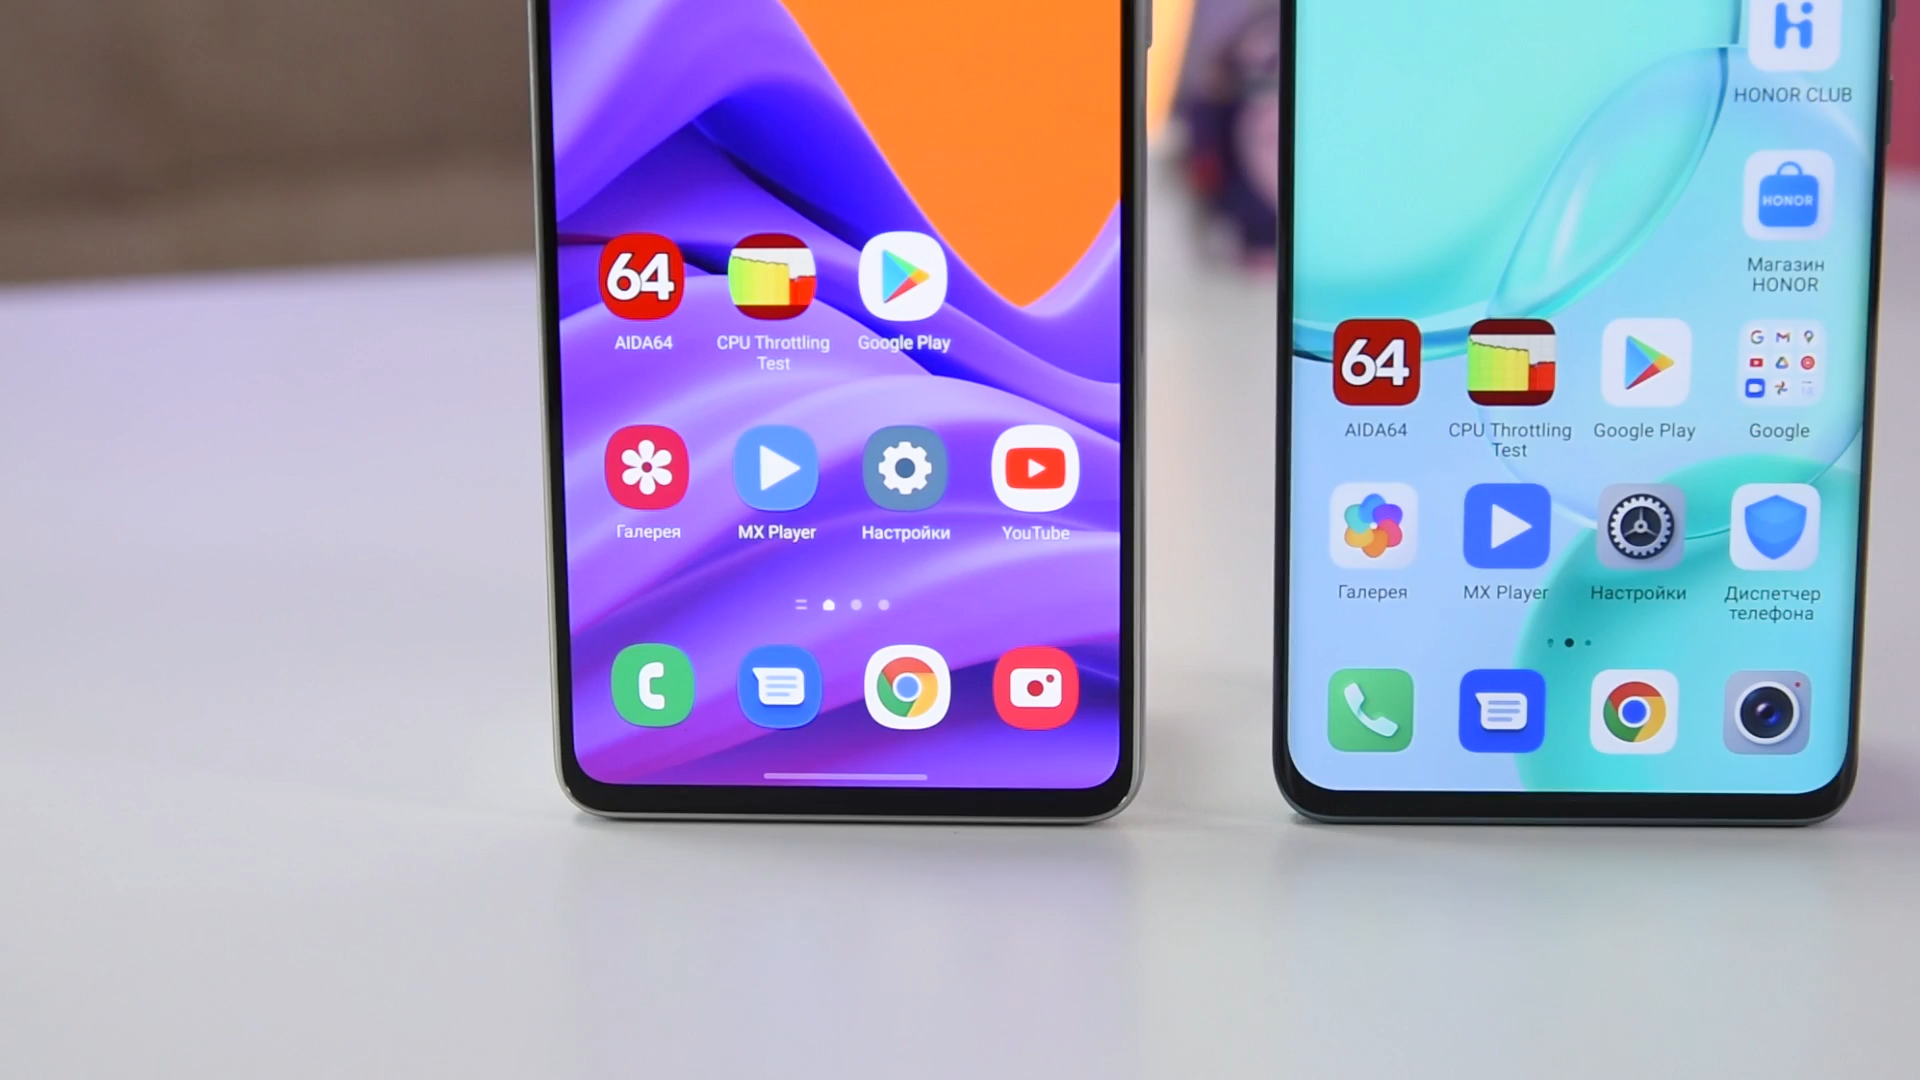 64
AIDA64
CPU Throttling
Test
Google Play
Галерея
MX Player
Настройки
YouTube
HONOR CLUB
HONOR
Магазин
HONOR
64
AIDA64
CPU Throttling
Test
Google Play
Google
Галерея
MX Player
Настройки
Диспетчер
телефона